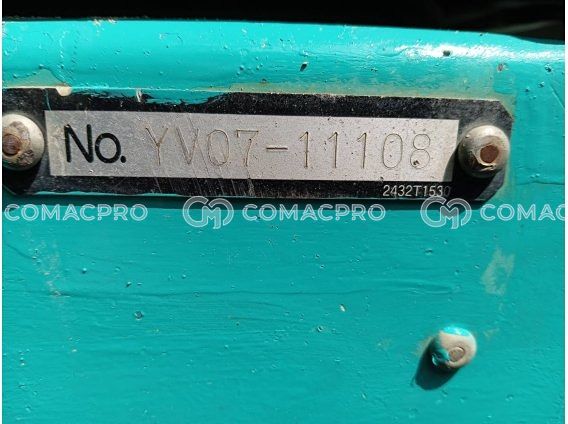 No. YV07-11108
2432T1530
COMACPRO COMACPRO COMAC